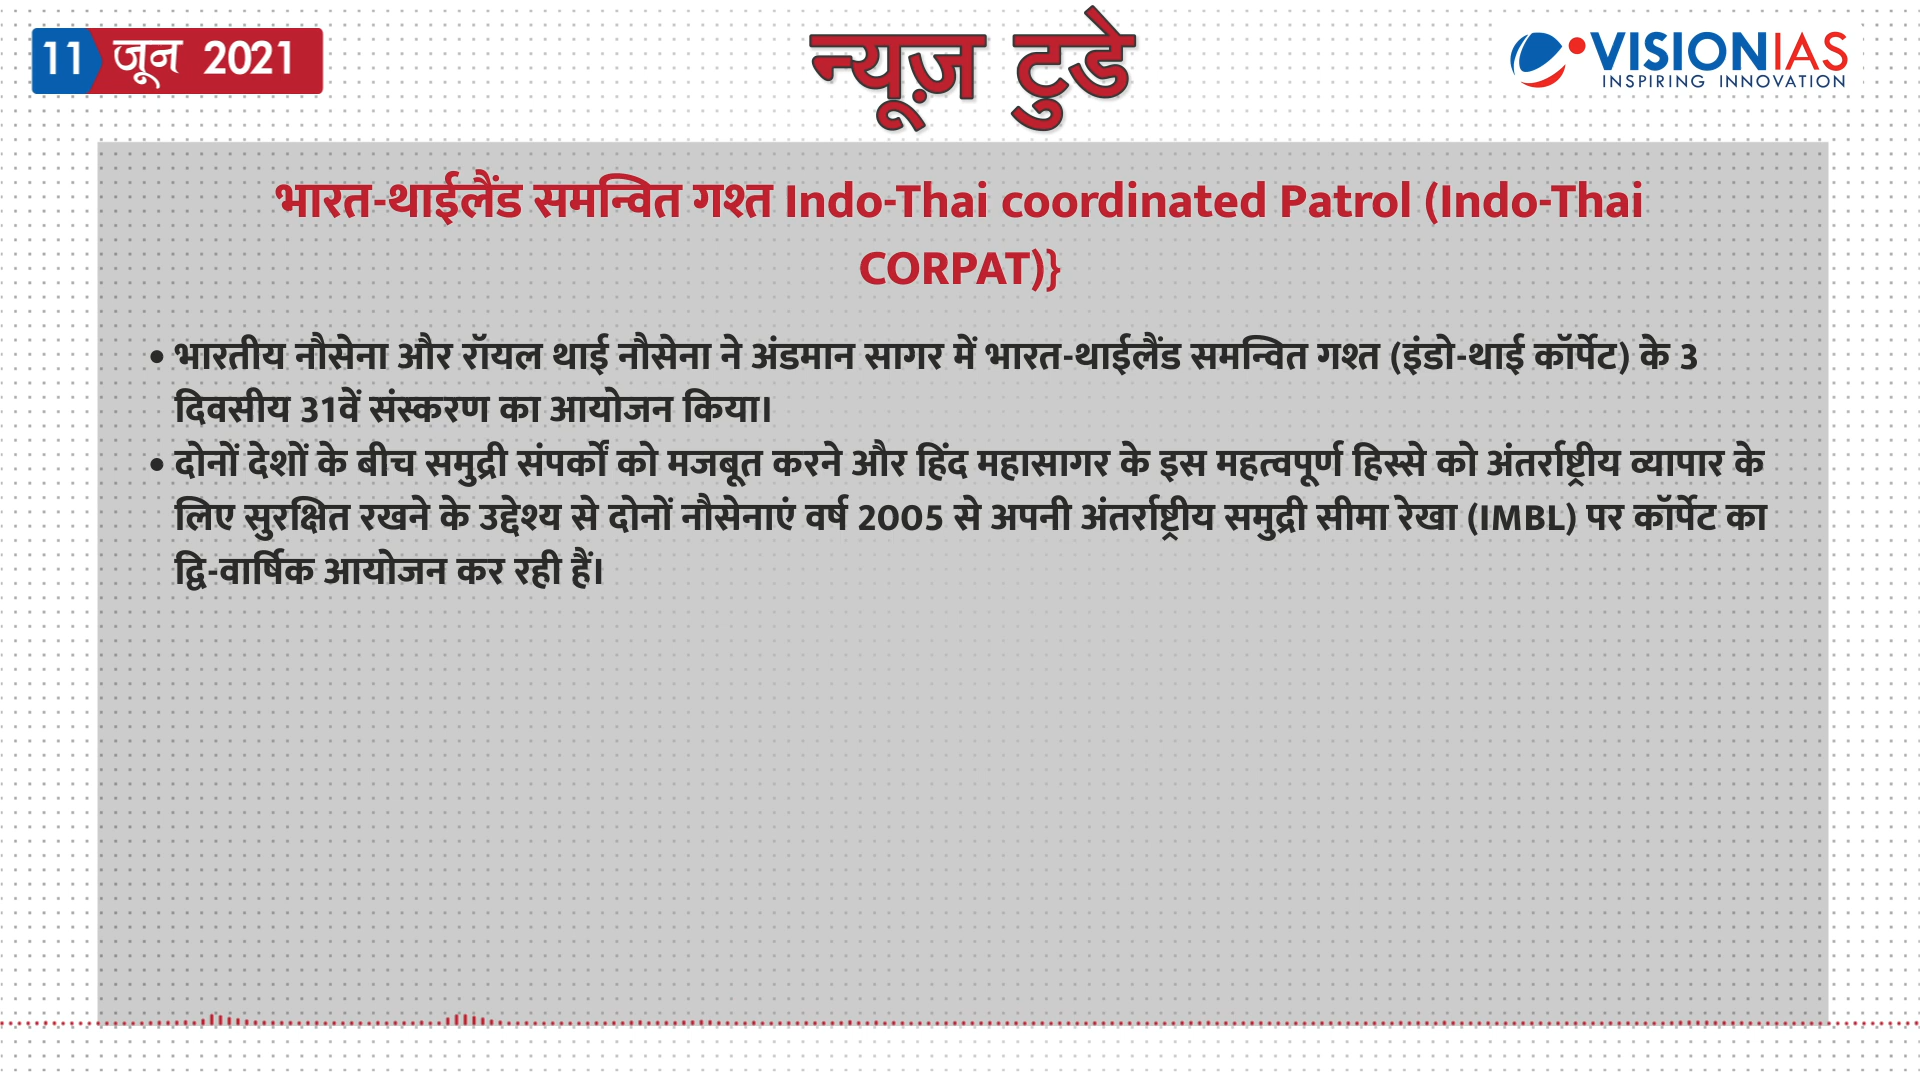 11 जून 2021
न्यूज़ टुडे
VISIONIAS
INSPIRING INNOVATION
भारत-थाईलैंड समन्वित गश्त Indo-Thai coordinated Patrol (Indo-Thai
CORPAT)}
• भारतीय नौसेना और रॉयल थाई नौसेना ने अंडमान सागर में भारत-थाईलैंड समन्वित गश्त (इंडो-थाई कॉर्पेट) के 3
दिवसीय 31वें संस्करण का आयोजन किया।
• दोनों देशों के बीच समुद्री संपर्कों को मजबूत करने और हिंद महासागर के इस महत्वपूर्ण हिस्से को अंतर्राष्ट्रीय व्यापार के
लिए सुरक्षित रखने के उद्देश्य से दोनों नौसेनाएं वर्ष 2005 से अपनी अंतर्राष्ट्रीय समुद्री सीमा रेखा (IMBL) पर कॉर्पेट का
द्वि-वार्षिक आयोजन कर रही हैं।